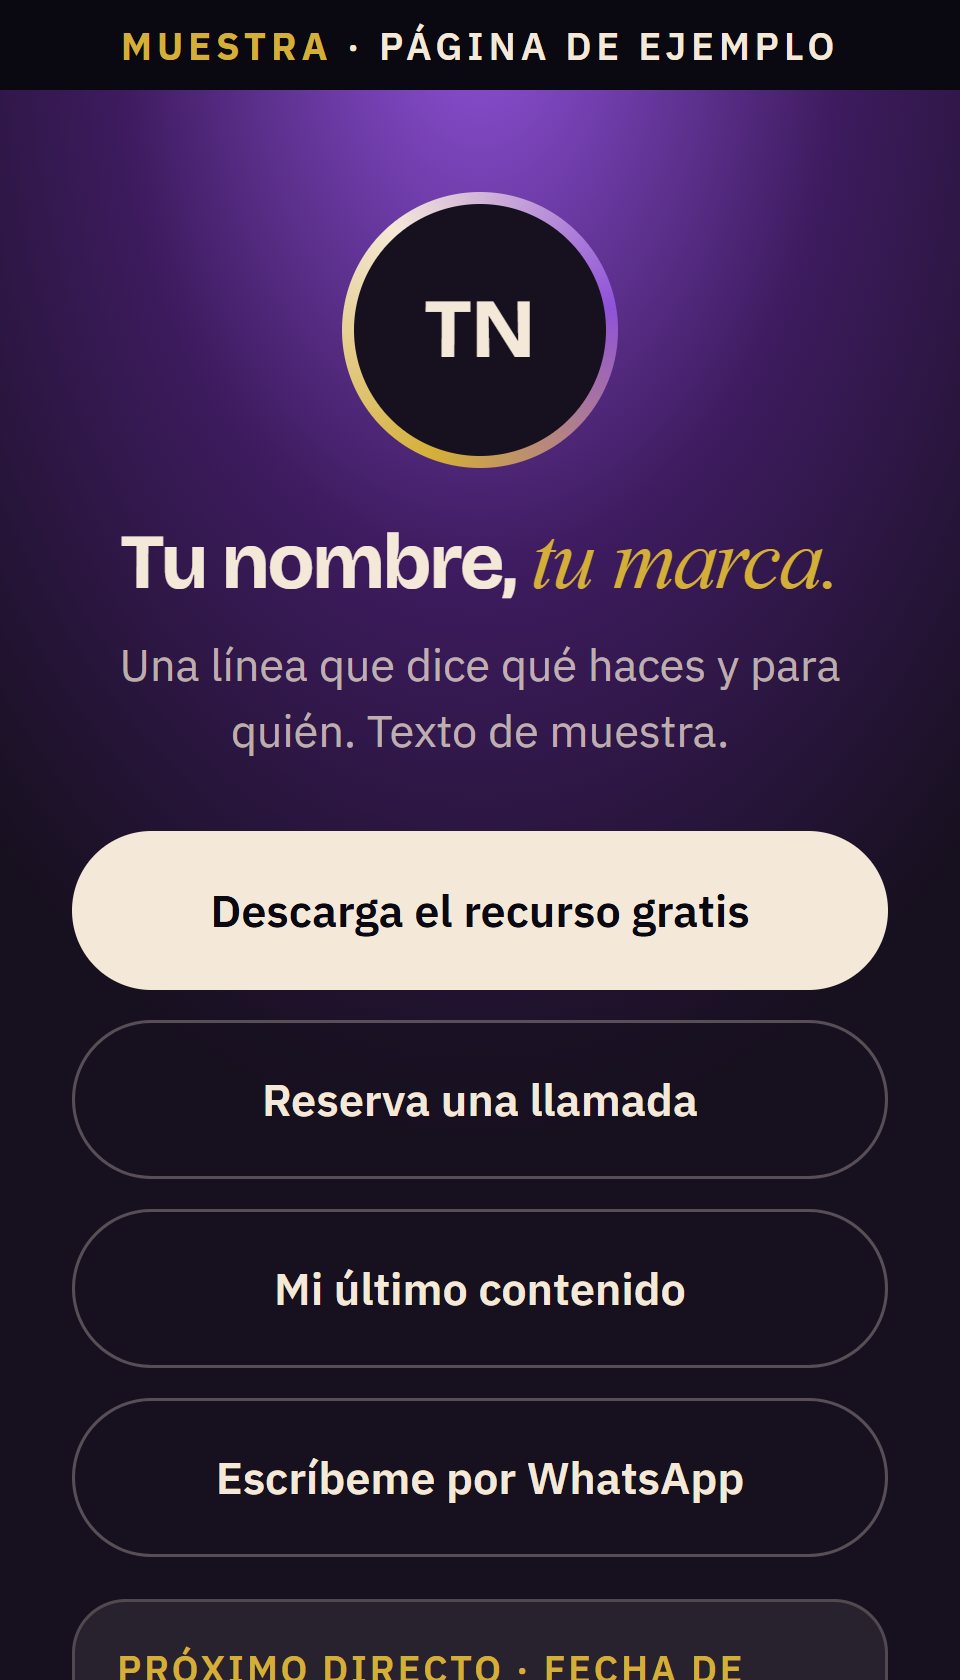 MUESTRA · PÁGINA DE EJEMPLO
TN
Tu nombre, tu marca.
Una línea que dice qué haces y para
quién. Texto de muestra.
Descarga el recurso gratis
Reserva una llamada
Mi último contenido
Escríbeme por WhatsApp
PRÓXIMO DIRECTO · FECHA DE